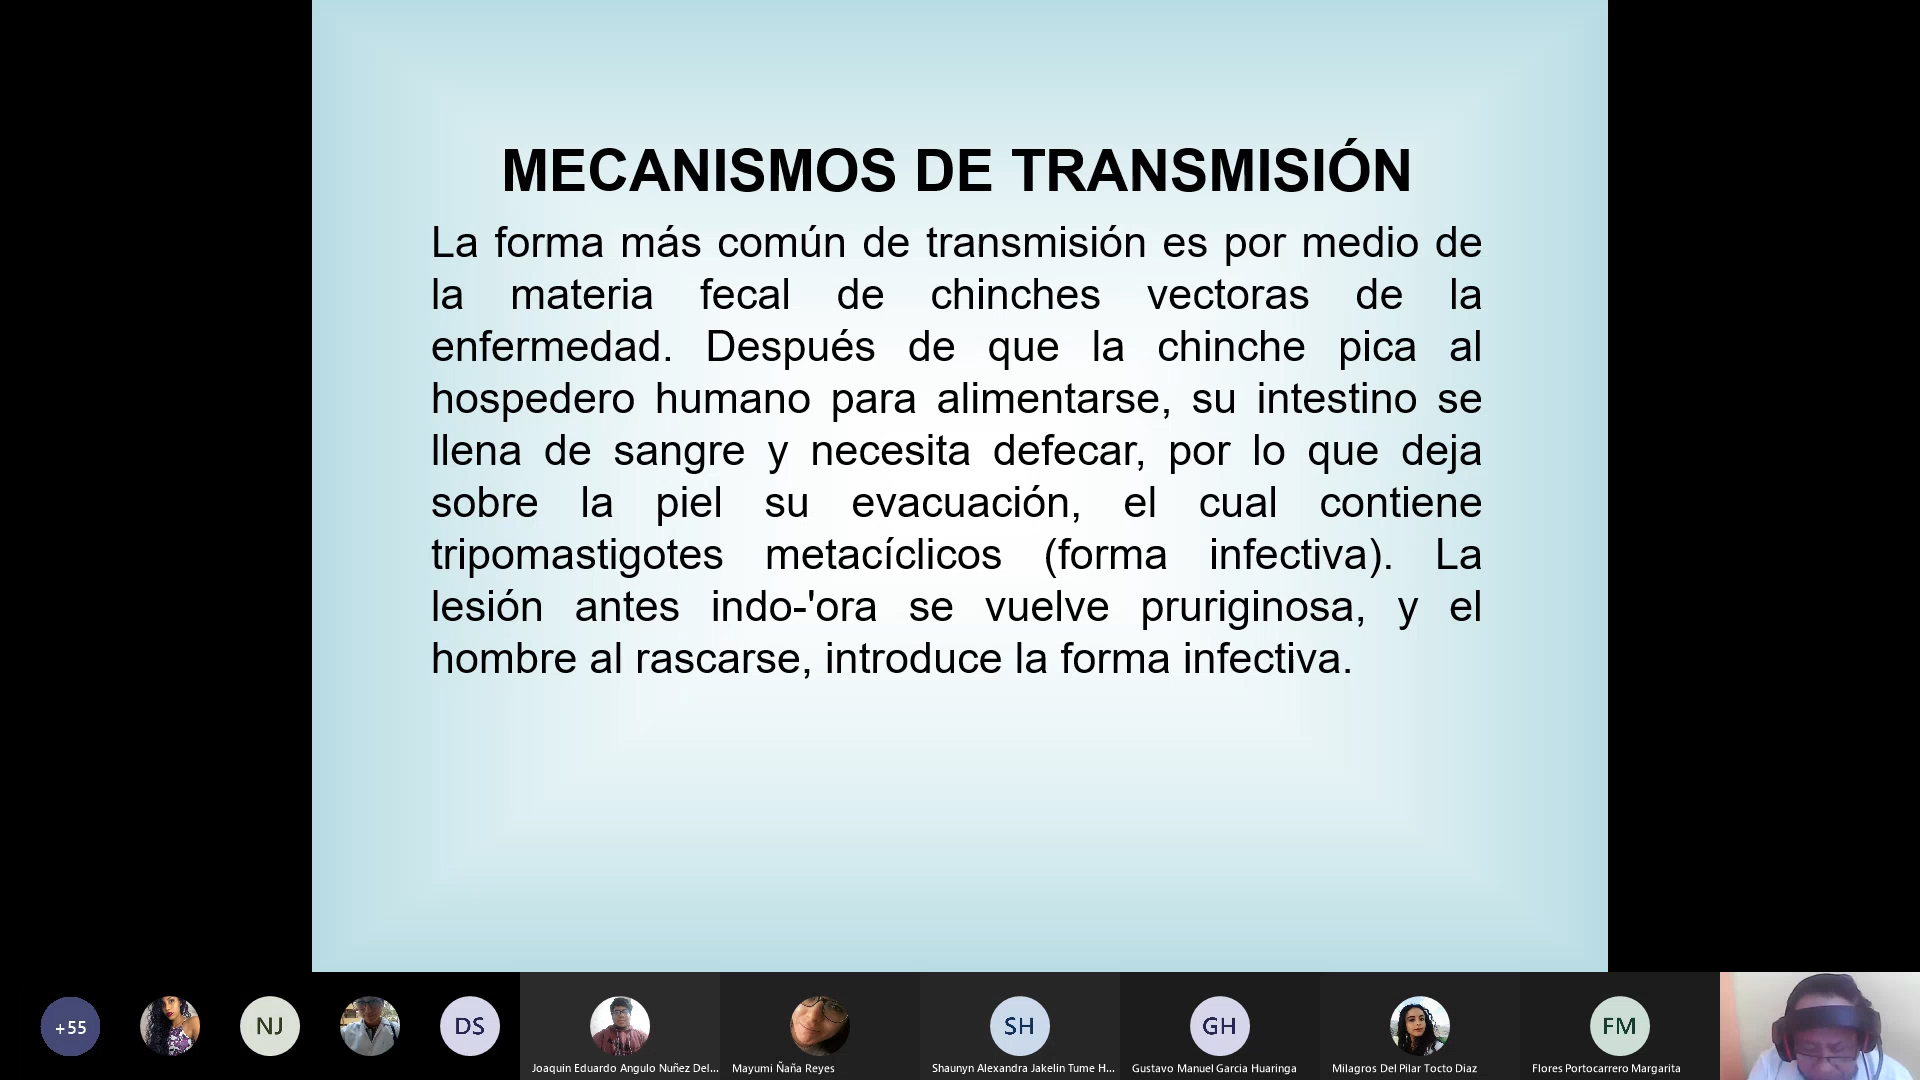 MECANISMOS DE TRANSMISIÓN
La forma más común de transmisión es por medio de
la materia fecal de chinches vectoras de la
enfermedad. Después de que la chinche pica al
hospedero humano para alimentarse, su intestino se
llena de sangre y necesita defecar, por lo que deja
sobre la piel su evacuación, el cual contiene
tripomastigotes metacíclicos (forma infectiva). La
lesión antes indo-'ora se vuelve pruriginosa, y el
hombre al rascarse, introduce la forma infectiva.
+55
NJ
DS
SH
GH
FM
Joaquin Eduardo Angulo Nuñez Del...
Mayumi Ñaña Reyes
Shaunyn Alexandra Jakelin Tume H...
Gustavo Manuel Garcia Huaringa
Milagros Del Pilar Tocto Diaz
Flores Portocarrero Margarita